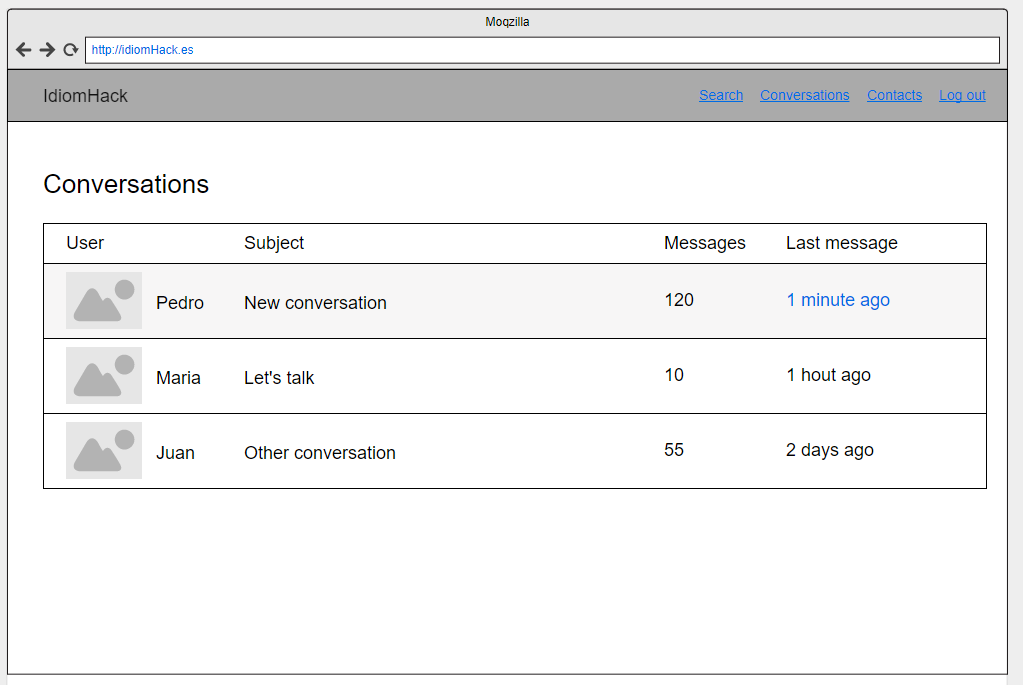 Moqzilla
http://idiomHack.es
IdiomHack Search Conversations Contacts Log out
Conversations
User Subject Messages Last message
Pedro New conversation 120 1 minute ago
Maria Let's talk 10 1 hout ago
Juan Other conversation 55 2 days ago